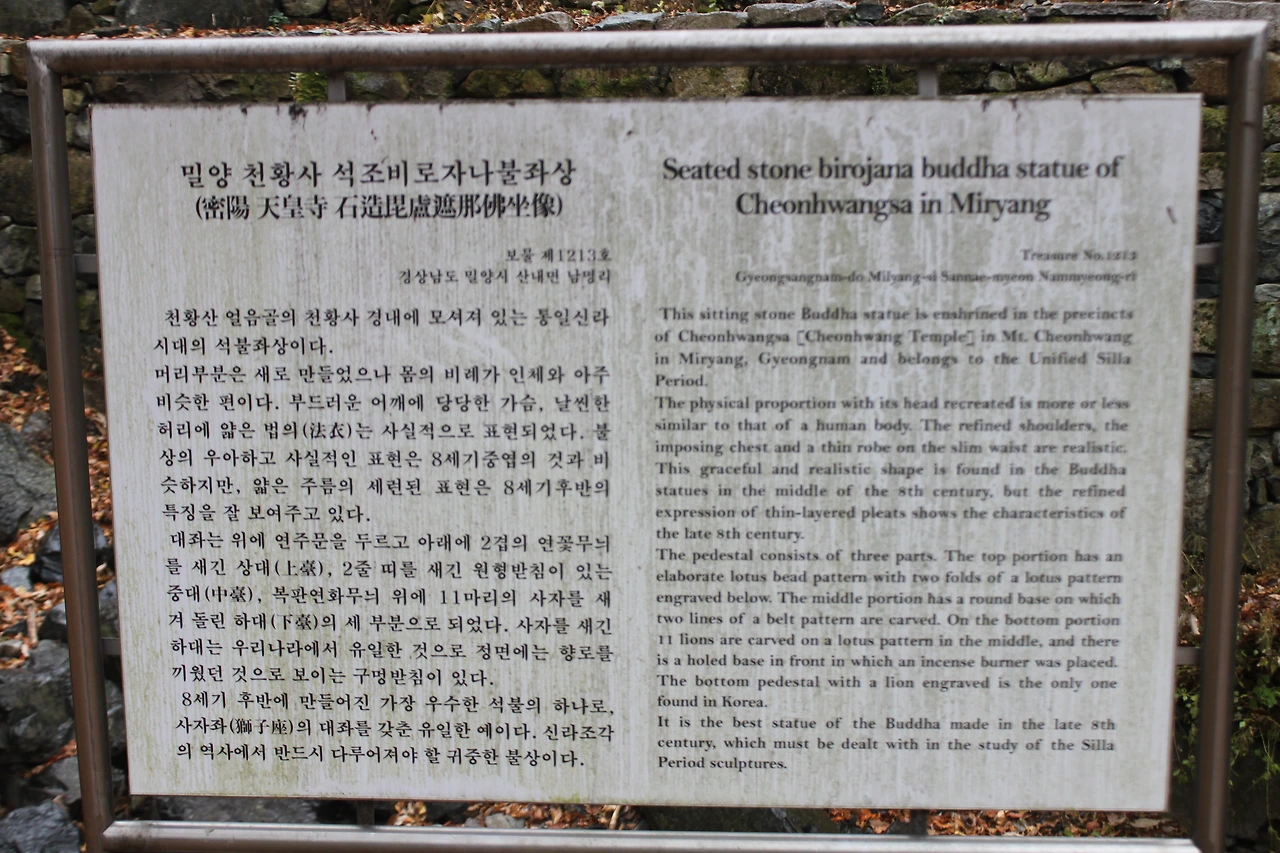 밀양 천황사 석조비로자나불좌상
(密陽 天皇寺 石造毘盧遮那佛坐像)
보물 제1213호
경상남도 밀양시 산내면 남명리
천황산 얼음골의 천황사 경내에 모셔져 있는 통일신라
시대의 석불좌상이다.
머리부분은 새로 만들었으나 몸의 비례가 인체와 아주
비슷한 편이다. 부드러운 어깨에 당당한 가슴, 날씬한
허리에 얇은 법의(法衣)는 사실적으로 표현되었다. 불
상의 우아하고 사실적인 표현은 8세기중엽의 것과 비
슷하지만, 얇은 주름의 세련된 표현은 8세기후반의
특징을 잘 보여주고 있다.
대좌는 위에 연주문을 두르고 아래에 2겹의 연꽃무늬
를 새긴 상대(上臺), 2줄 띠를 새긴 원형받침이 있는
중대(中臺), 복판연화무늬 위에 11마리의 사자를 새
겨 돌린 하대(下臺)의 세 부분으로 되었다. 사자를 새긴
하대는 우리나라에서 유일한 것으로 정면에는 향로를
끼웠던 것으로 보이는 구멍받침이 있다.
8세기 후반에 만들어진 가장 우수한 석불의 하나로,
사자좌(獅子座)의 대좌를 갖춘 유일한 예이다. 신라조각
의 역사에서 반드시 다루어져야 할 귀중한 불상이다.
Seated stone birojana buddha statue of
Cheonhwangsa in Miryang
Treasure No.1213
Gyeongsangnam-do Milyang-si Sannae-myeon Nammyeong-ri
This sitting stone Buddha statue is enshrined in the precincts
of Cheonhwangsa [Cheonhwang Temple] in Mt. Cheonhwang
in Miryang, Gyeongnam and belongs to the Unified Silla
Period.
The physical proportion with its head recreated is more or less
similar to that of a human body. The refined shoulders, the
imposing chest and a thin robe on the slim waist are realistic.
This graceful and realistic shape is found in the Buddha
statues in the middle of the 8th century, but the refined
expression of thin-layered pleats shows the characteristics of
the late 8th century.
The pedestal consists of three parts. The top portion has an
elaborate lotus bead pattern with two folds of a lotus pattern
engraved below. The middle portion has a round base on which
two lines of a belt pattern are carved. On the bottom portion
11 lions are carved on a lotus pattern in the middle, and there
is a holed base in front in which an incense burner was placed.
The bottom pedestal with a lion engraved is the only one
found in Korea.
It is the best statue of the Buddha made in the late 8th
century, which must be dealt with in the study of the Silla
Period sculptures.